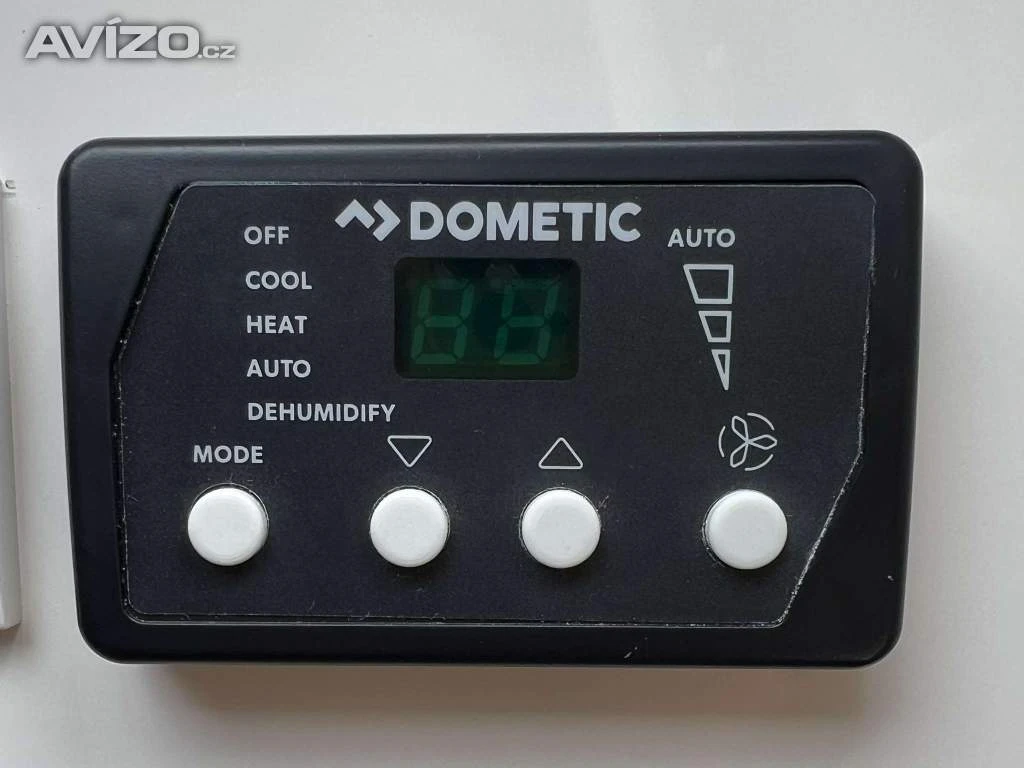 AVÍZO.cz
DOMETIC
OFF
COOL
HEAT
AUTO
DEHUMIDIFY
MODE
AUTO